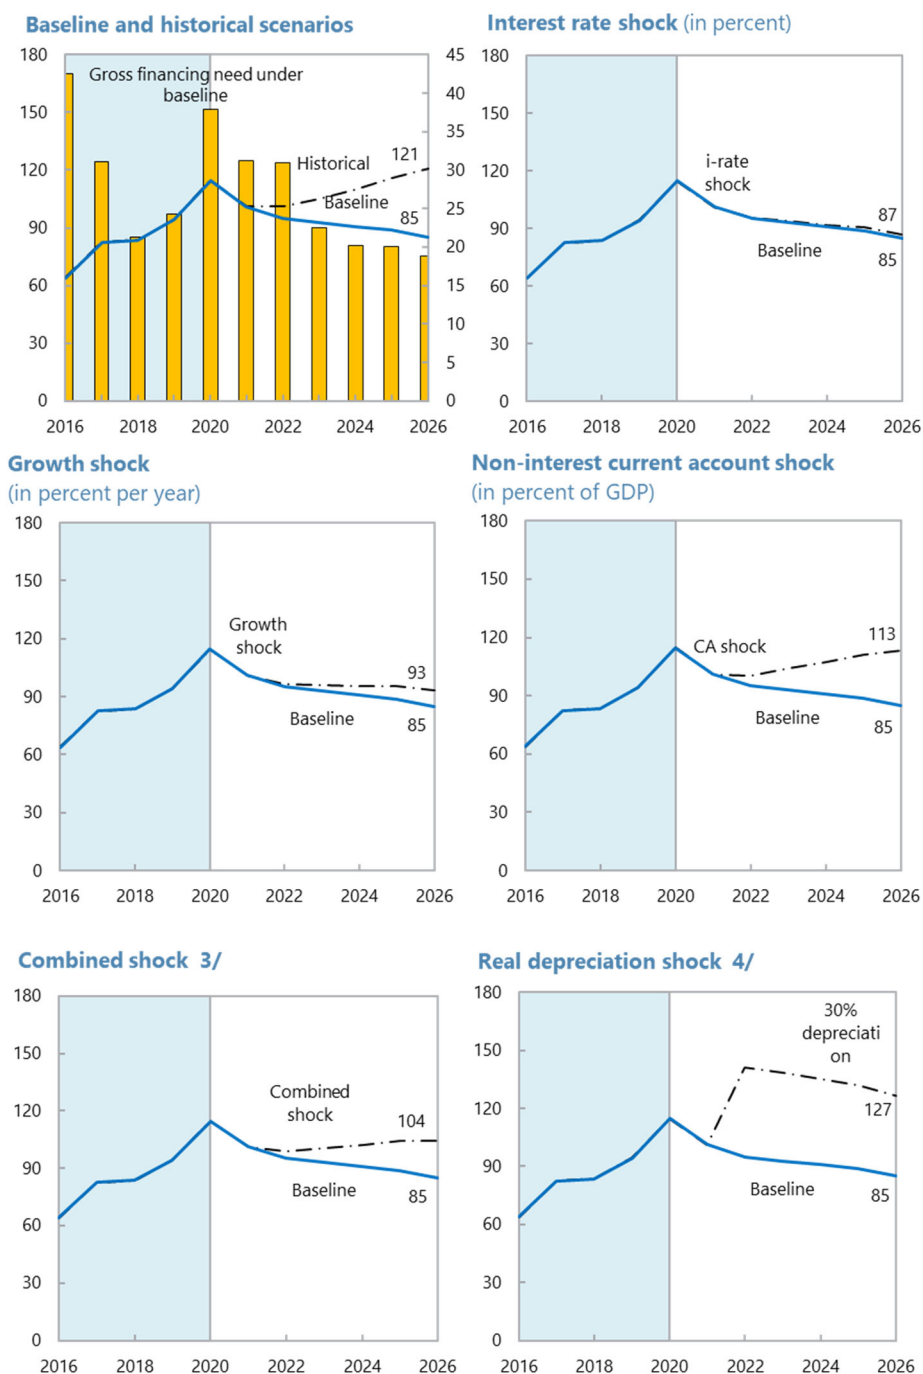 Baseline and historical scenarios
180
150
120
90
60
30
0
45
40
35
30
25
20
15
10
5
0
Gross financing need under
baseline
Historical
121
Baseline
85
2016 2018 2020 2022 2024 2026
Interest rate shock (in percent)
180
150
120
90
60
30
0
i-rate
shock
87
Baseline
85
2016 2018 2020 2022 2024 2026
Growth shock
(in percent per year)
180
150
120
90
60
30
0
Growth
shock
93
Baseline
85
2016 2018 2020 2022 2024 2026
Non-interest current account shock
(in percent of GDP)
180
150
120
90
60
30
0
CA shock
113
Baseline
85
2016 2018 2020 2022 2024 2026
Combined shock 3/
180
150
120
90
60
30
0
Combined
shock
104
Baseline
85
2016 2018 2020 2022 2024 2026
Real depreciation shock 4/
180
150
120
90
60
30
0
30%
depreciati
on
127
Baseline
85
2016 2018 2020 2022 2024 2026